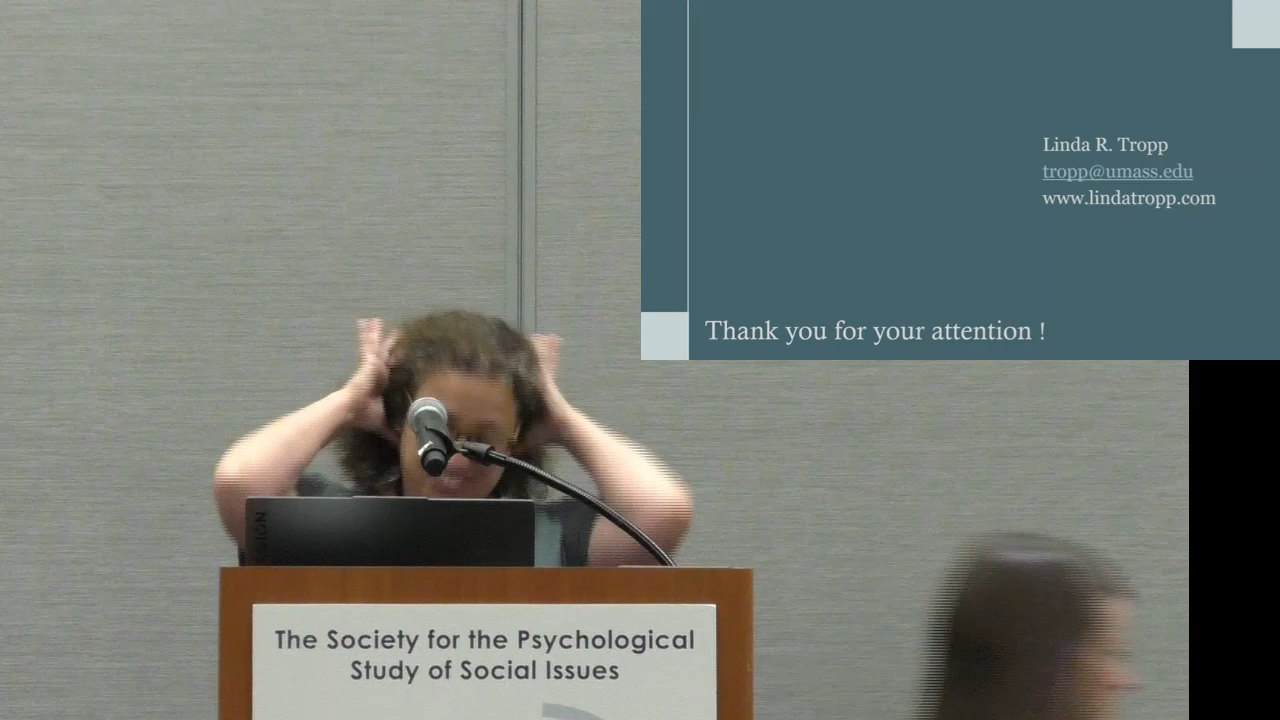 Linda R. Tropp
tropp@umass.edu
www.lindatropp.com
Thank you for your attention !
The Society for the Psychological
Study of Social Issues